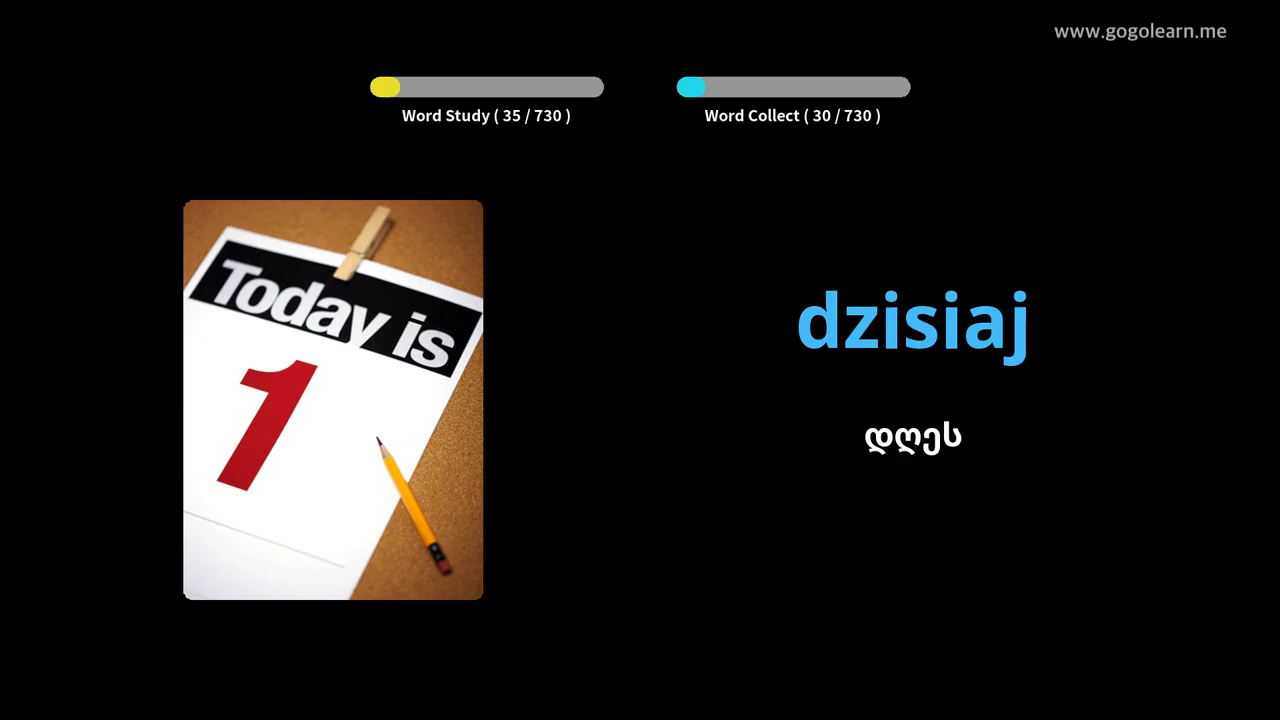 www.gogolearn.me
Word Study ( 35 / 730 )
Word Collect ( 30 / 730 )
Today is
1
dzisiaj
დღეს